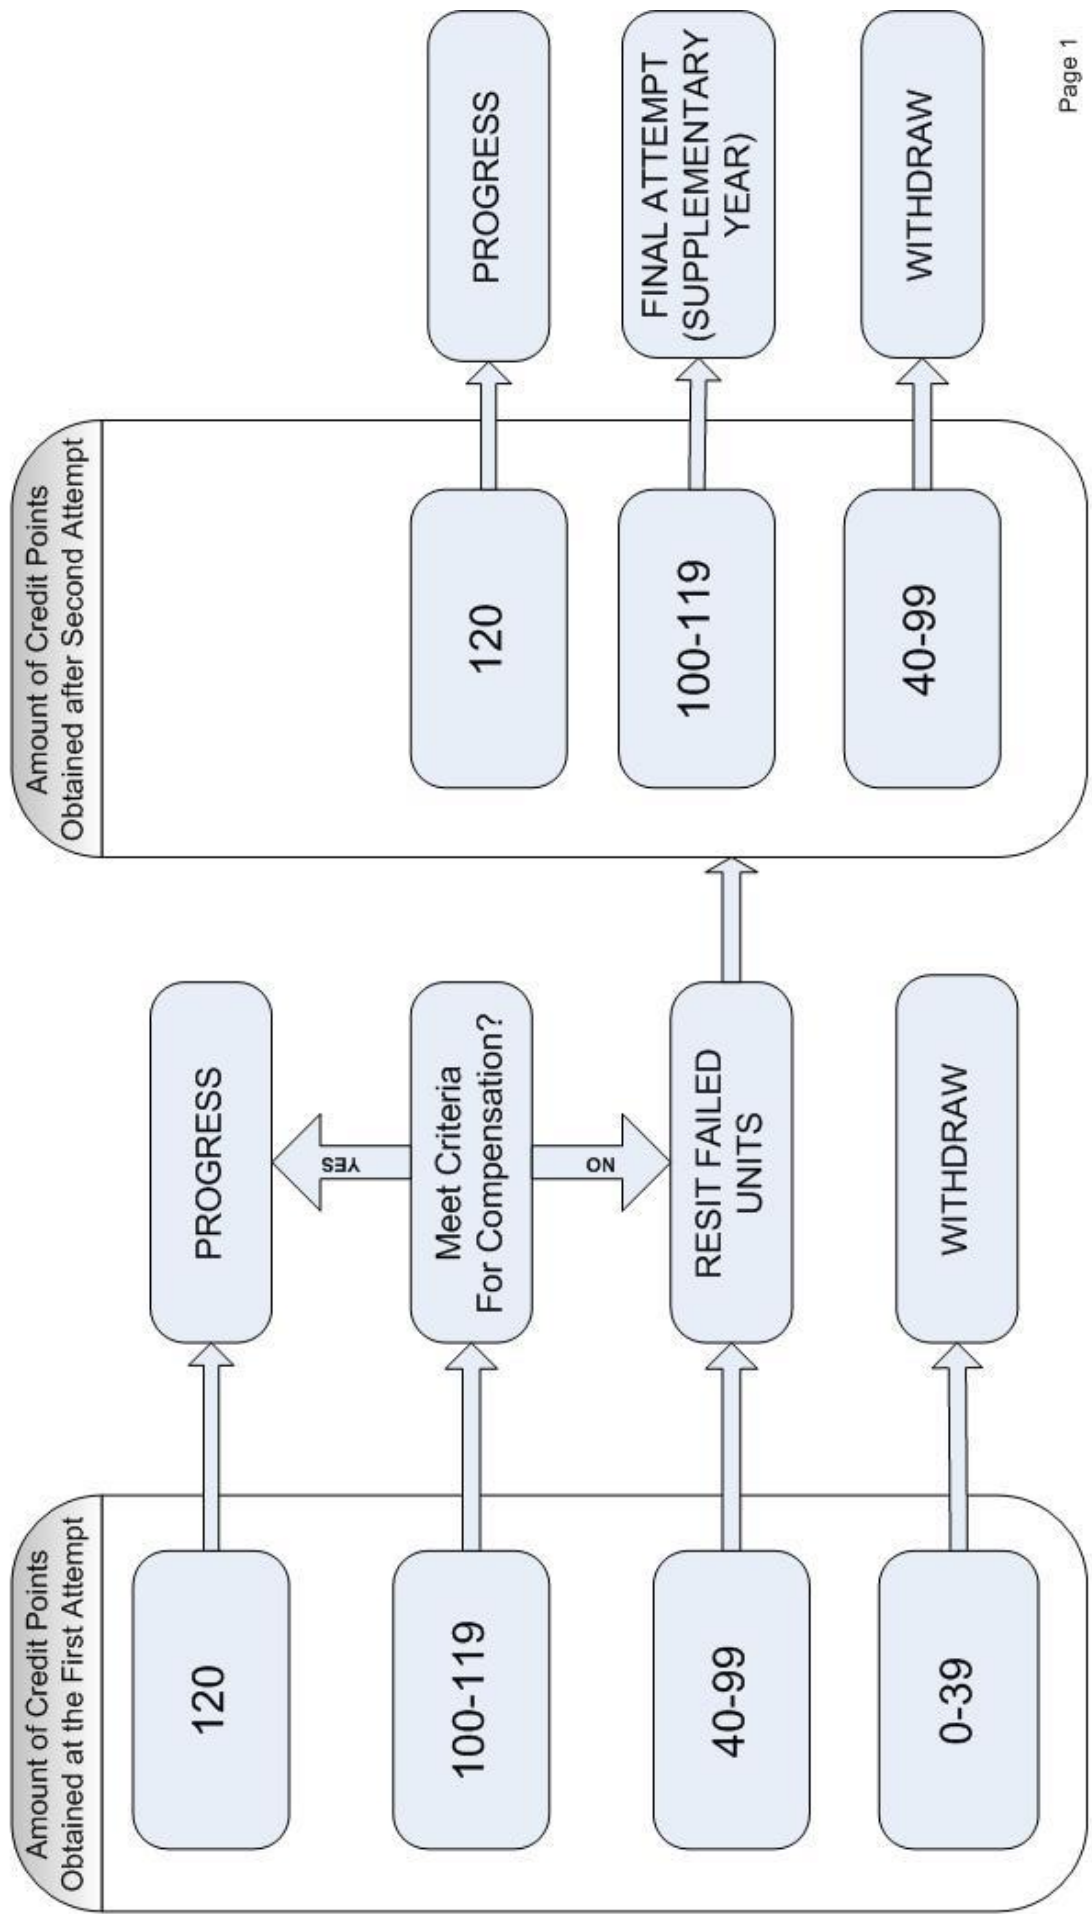 Amount of Credit Points
Obtained at the First Attempt
120
100-119
40-99
0-39
PROGRESS
YES
Meet Criteria
For Compensation?
NO
RESIT FAILED
UNITS
WITHDRAW
Amount of Credit Points
Obtained after Second Attempt
120
100-119
40-99
PROGRESS
FINAL ATTEMPT
(SUPPLEMENTARY
YEAR)
WITHDRAW
Page 1